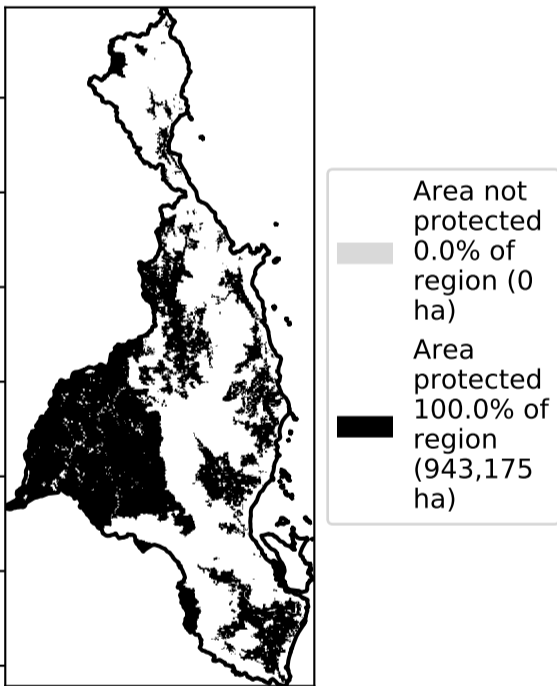 Area not
protected
0.0% of
region (0
ha)
Area
protected
100.0% of
region
(943,175
ha)